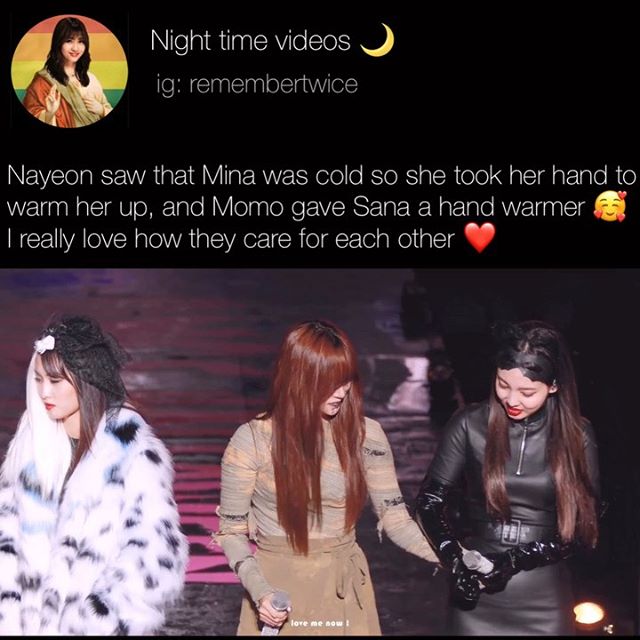 Night time videos 🌙
ig: remembertwice
Nayeon saw that Mina was cold so she took her hand to
warm her up, and Momo gave Sana a hand warmer 🥰
I really love how they care for each other ❤️
love me now !